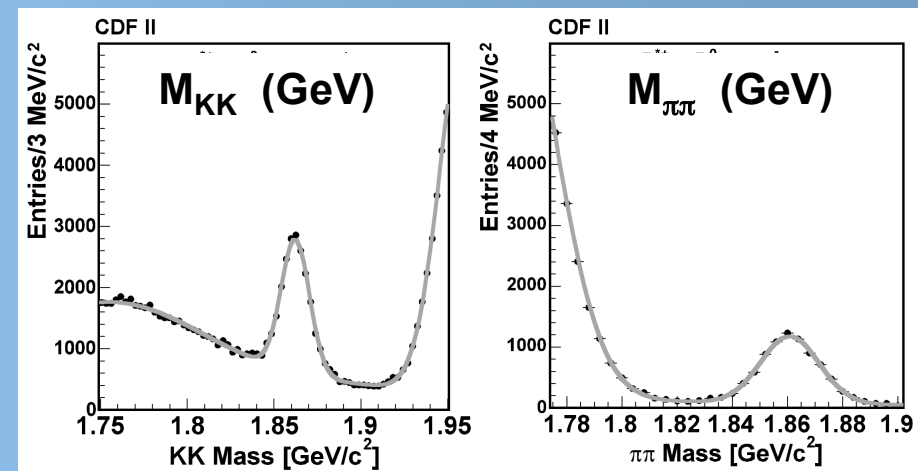 CDF II
M_KK (GeV)
Entries/3 MeV/c²
5000
4000
3000
2000
1000
0
1.75 1.8 1.85 1.9 1.95
KK Mass [GeV/c²]
CDF II
M_ππ (GeV)
Entries/4 MeV/c²
5000
4000
3000
2000
1000
0
1.78 1.8 1.82 1.84 1.86 1.88 1.9
ππ Mass [GeV/c²]